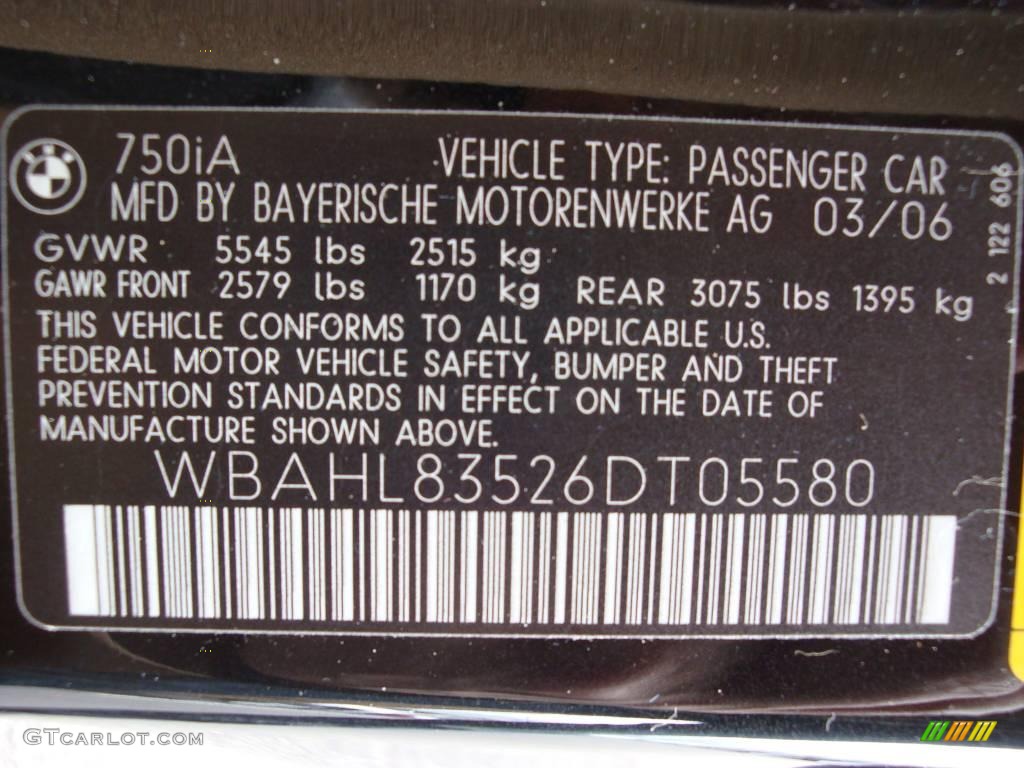 750iA VEHICLE TYPE: PASSENGER CAR
MFD BY BAYERISCHE MOTORENWERKE AG 03/06
GVWR 5545 lbs 2515 kg
GAWR FRONT 2579 lbs 1170 kg REAR 3075 lbs 1395 kg
THIS VEHICLE CONFORMS TO ALL APPLICABLE U.S.
FEDERAL MOTOR VEHICLE SAFETY, BUMPER AND THEFT
PREVENTION STANDARDS IN EFFECT ON THE DATE OF
MANUFACTURE SHOWN ABOVE.
WBAHL83526DT05580
2 122 606
GTCARLOT.COM